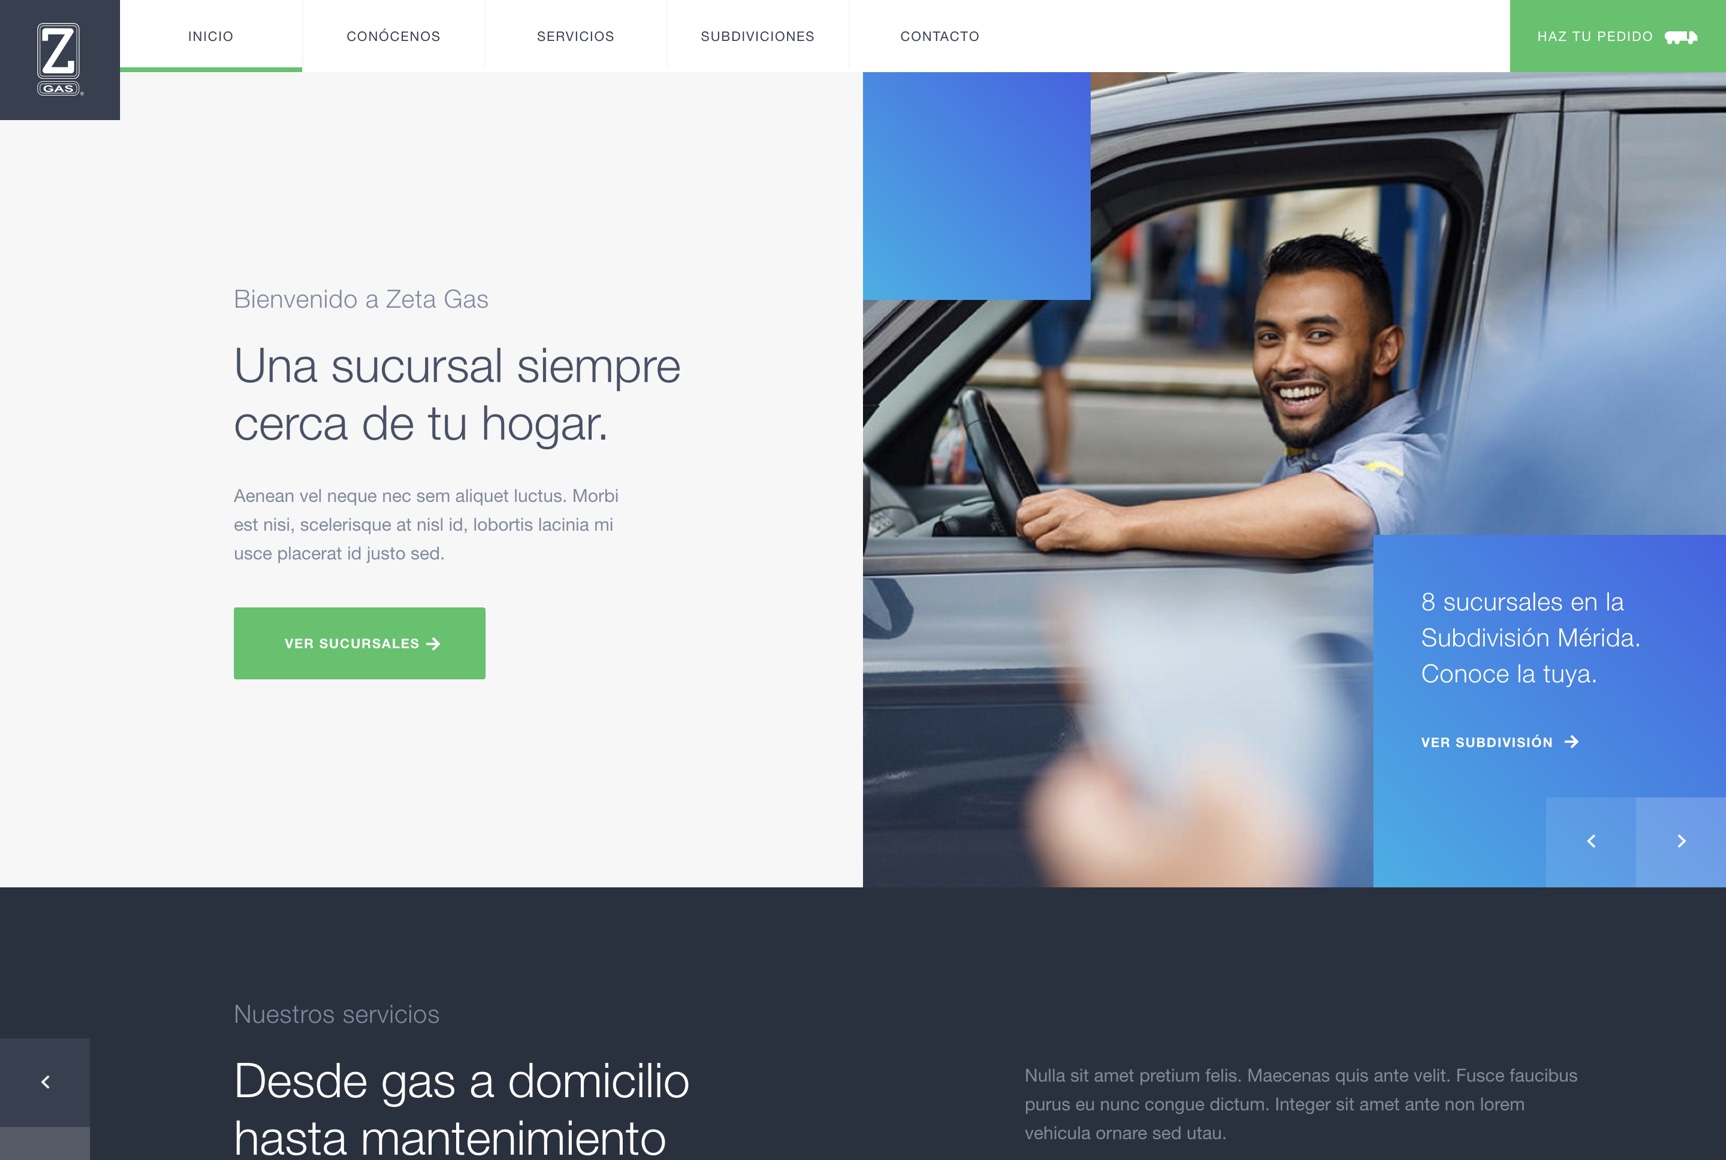 Z
GAS
INICIO
CONÓCENOS
SERVICIOS
SUBDIVICIONES
CONTACTO
HAZ TU PEDIDO
Bienvenido a Zeta Gas
Una sucursal siempre
cerca de tu hogar.
Aenean vel neque nec sem aliquet luctus. Morbi
est nisi, scelerisque at nisl id, lobortis lacinia mi
usce placerat id justo sed.
VER SUCURSALES
8 sucursales en la
Subdivisión Mérida.
Conoce la tuya.
VER SUBDIVISIÓN
Nuestros servicios
Desde gas a domicilio
hasta mantenimiento
Nulla sit amet pretium felis. Maecenas quis ante velit. Fusce faucibus
purus eu nunc congue dictum. Integer sit amet ante non lorem
vehicula ornare sed utau.